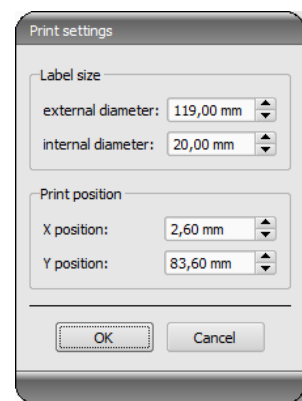 Print settings
Label size
external diameter: 119,00 mm
internal diameter: 20,00 mm
Print position
X position: 2,60 mm
Y position: 83,60 mm
OK Cancel